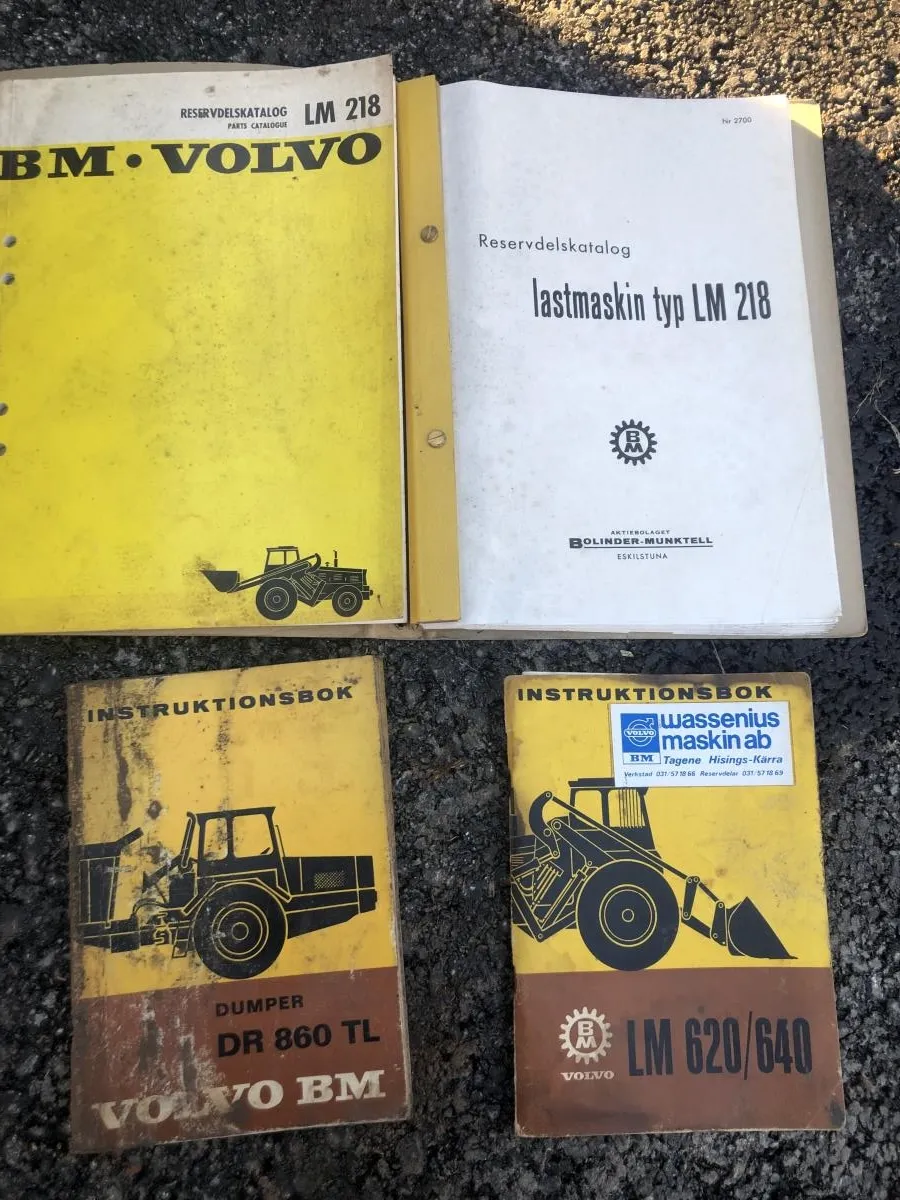 RESERVDELSKATALOG LM 218
PARTS CATALOGUE
BM • VOLVO
Nr 2700
Reservdelskatalog
lastmaskin typ LM 218
B
M
AKTIEBOLAGET
BOLINDER-MUNKTELL
ESKILSTUNA
INSTRUKTIONSBOK
DUMPER
DR 860 TL
VOLVO BM
INSTRUKTIONSBOK
wassenius
maskin ab
VOLVO
BM
Tagene Hisings-Kärra
Verkstad 031/57 18 66 Reservdelar 031/57 18 69
B
M
VOLVO
LM 620/640